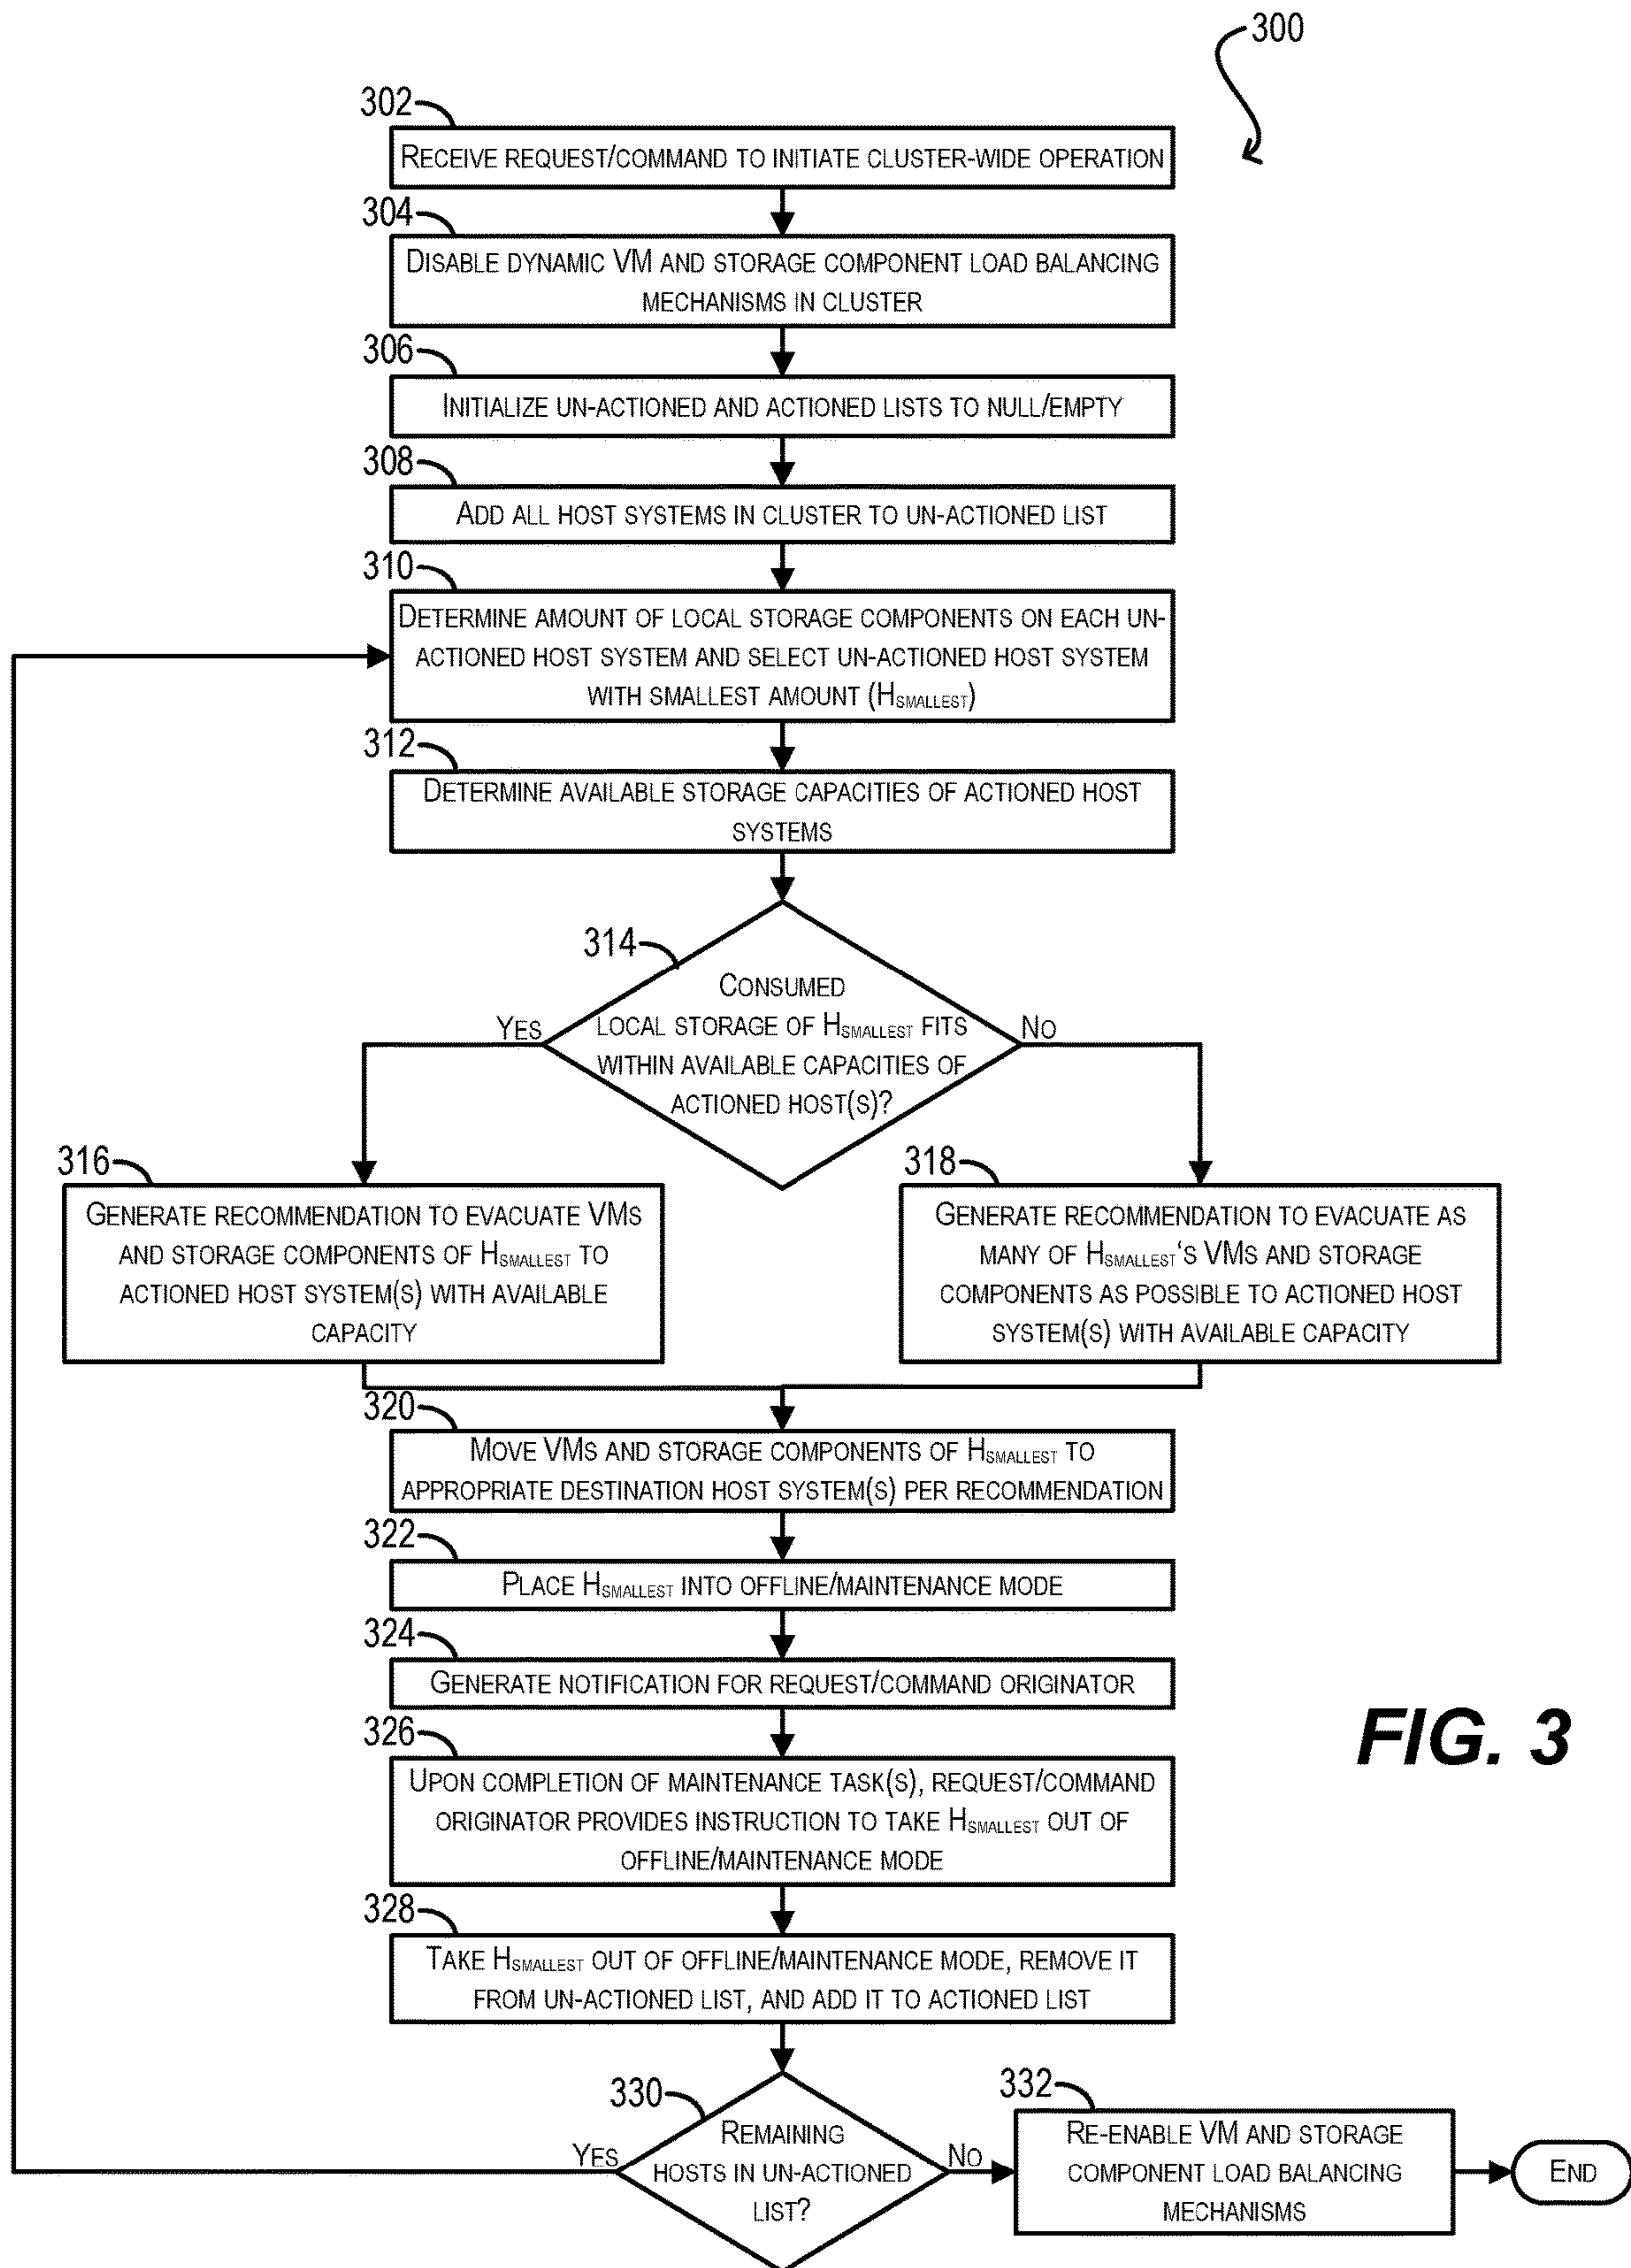 300
302
RECEIVE REQUEST/COMMAND TO INITIATE CLUSTER-WIDE OPERATION
304
DISABLE DYNAMIC VM AND STORAGE COMPONENT LOAD BALANCING
MECHANISMS IN CLUSTER
306
INITIALIZE UN-ACTIONED AND ACTIONED LISTS TO NULL/EMPTY
308
ADD ALL HOST SYSTEMS IN CLUSTER TO UN-ACTIONED LIST
310
DETERMINE AMOUNT OF LOCAL STORAGE COMPONENTS ON EACH UN-
ACTIONED HOST SYSTEM AND SELECT UN-ACTIONED HOST SYSTEM
WITH SMALLEST AMOUNT (HSMALLEST)
312
DETERMINE AVAILABLE STORAGE CAPACITIES OF ACTIONED HOST
SYSTEMS
314
CONSUMED
LOCAL STORAGE OF HSMALLEST FITS
WITHIN AVAILABLE CAPACITIES OF
ACTIONED HOST(S)?
YES
NO
316
GENERATE RECOMMENDATION TO EVACUATE VMS
AND STORAGE COMPONENTS OF HSMALLEST TO
ACTIONED HOST SYSTEM(S) WITH AVAILABLE
CAPACITY
318
GENERATE RECOMMENDATION TO EVACUATE AS
MANY OF HSMALLEST‘S VMS AND STORAGE
COMPONENTS AS POSSIBLE TO ACTIONED HOST
SYSTEM(S) WITH AVAILABLE CAPACITY
320
MOVE VMS AND STORAGE COMPONENTS OF HSMALLEST TO
APPROPRIATE DESTINATION HOST SYSTEM(S) PER RECOMMENDATION
322
PLACE HSMALLEST INTO OFFLINE/MAINTENANCE MODE
324
GENERATE NOTIFICATION FOR REQUEST/COMMAND ORIGINATOR
FIG. 3
326
UPON COMPLETION OF MAINTENANCE TASK(S), REQUEST/COMMAND
ORIGINATOR PROVIDES INSTRUCTION TO TAKE HSMALLEST OUT OF
OFFLINE/MAINTENANCE MODE
328
TAKE HSMALLEST OUT OF OFFLINE/MAINTENANCE MODE, REMOVE IT
FROM UN-ACTIONED LIST, AND ADD IT TO ACTIONED LIST
330
REMAINING
HOSTS IN UN-ACTIONED
LIST?
YES
NO
332
RE-ENABLE VM AND STORAGE
COMPONENT LOAD BALANCING
MECHANISMS
END